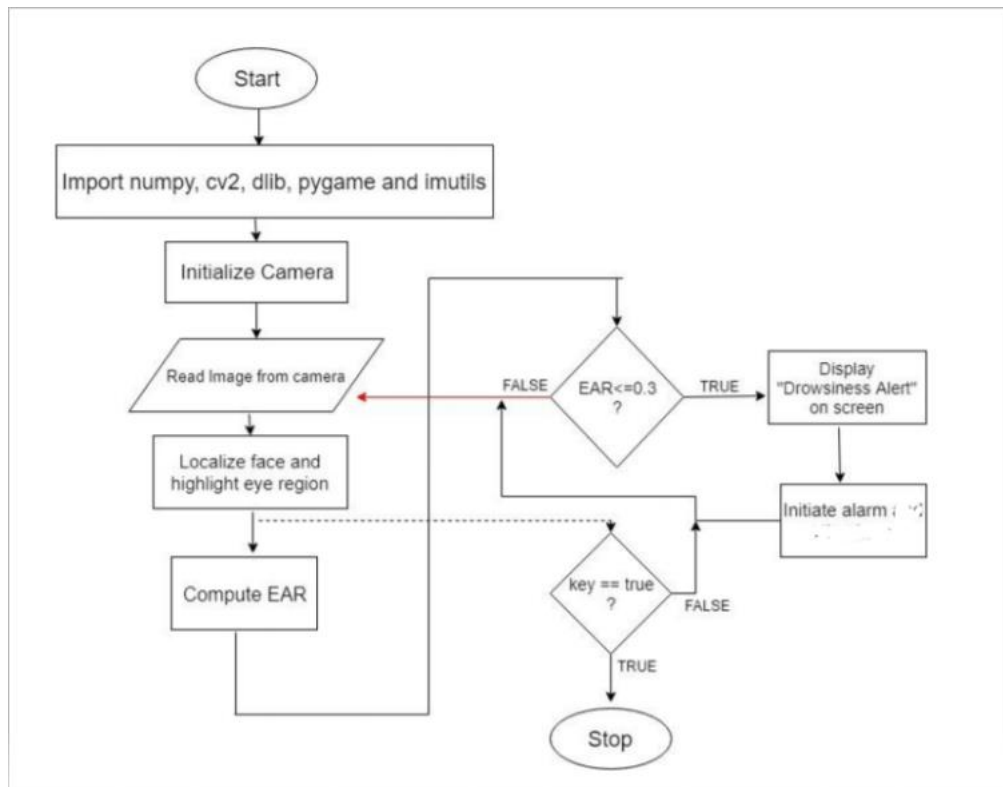 Start
Import numpy, cv2, dlib, pygame and imutils
Initialize Camera
Read Image from camera
Localize face and
highlight eye region
Compute EAR
EAR<=0.3
?
FALSE
TRUE
Display
"Drowsiness Alert"
on screen
Initiate alarm
key == true
?
FALSE
TRUE
Stop